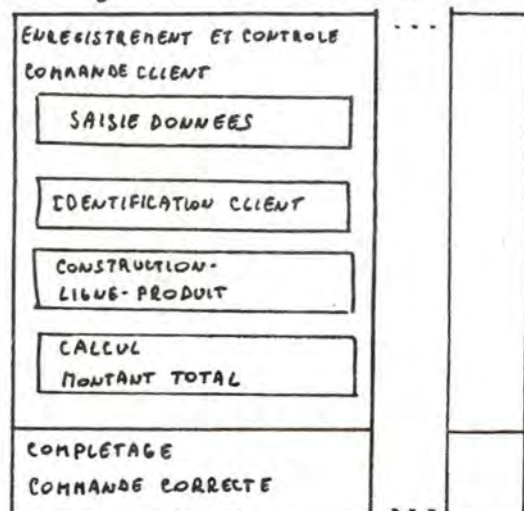 ENREGISTREMENT ET CONTROLE
COMMANDE CLIENT
SAISIE DONNEES
IDENTIFICATION CLIENT
CONSTRUCTION-
LIGNE-PRODUIT
CALCUL
MONTANT TOTAL
COMPLETAGE
COMMANDE CORRECTE